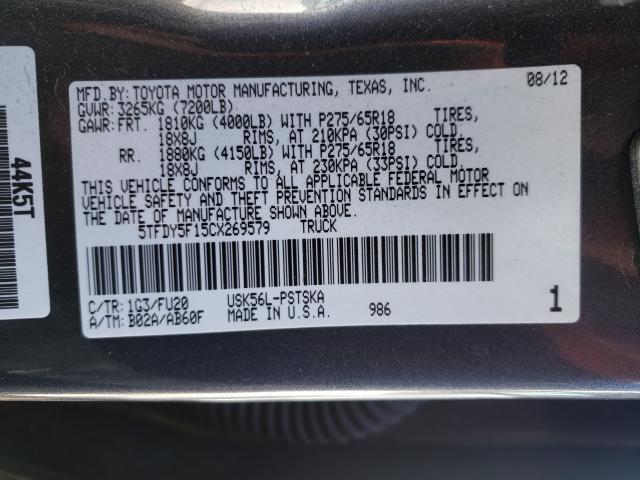 MFD.BY:TOYOTA MOTOR MANUFACTURING, TEXAS, INC. 08/12
GVWR:3265KG (7200LB)
GAWR:FRT. 1810KG (4000LB) WITH P275/65R18 TIRES,
18X8J RIMS, AT 210KPA (30PSI) COLD.
RR. 1880KG (4150LB) WITH P275/65R18 TIRES,
18X8J RIMS, AT 230KPA (33PSI) COLD.
THIS VEHICLE CONFORMS TO ALL APPLICABLE FEDERAL MOTOR
VEHICLE SAFETY AND THEFT PREVENTION STANDARDS IN EFFECT ON
THE DATE OF MANUFACTURE SHOWN ABOVE.
5TFDY5F15CX269579 TRUCK
C/TR:1G3/FU20 USK56L-PSTSKA
A/TM:B02A/AB60F MADE IN U.S.A. 986 1
44K5T